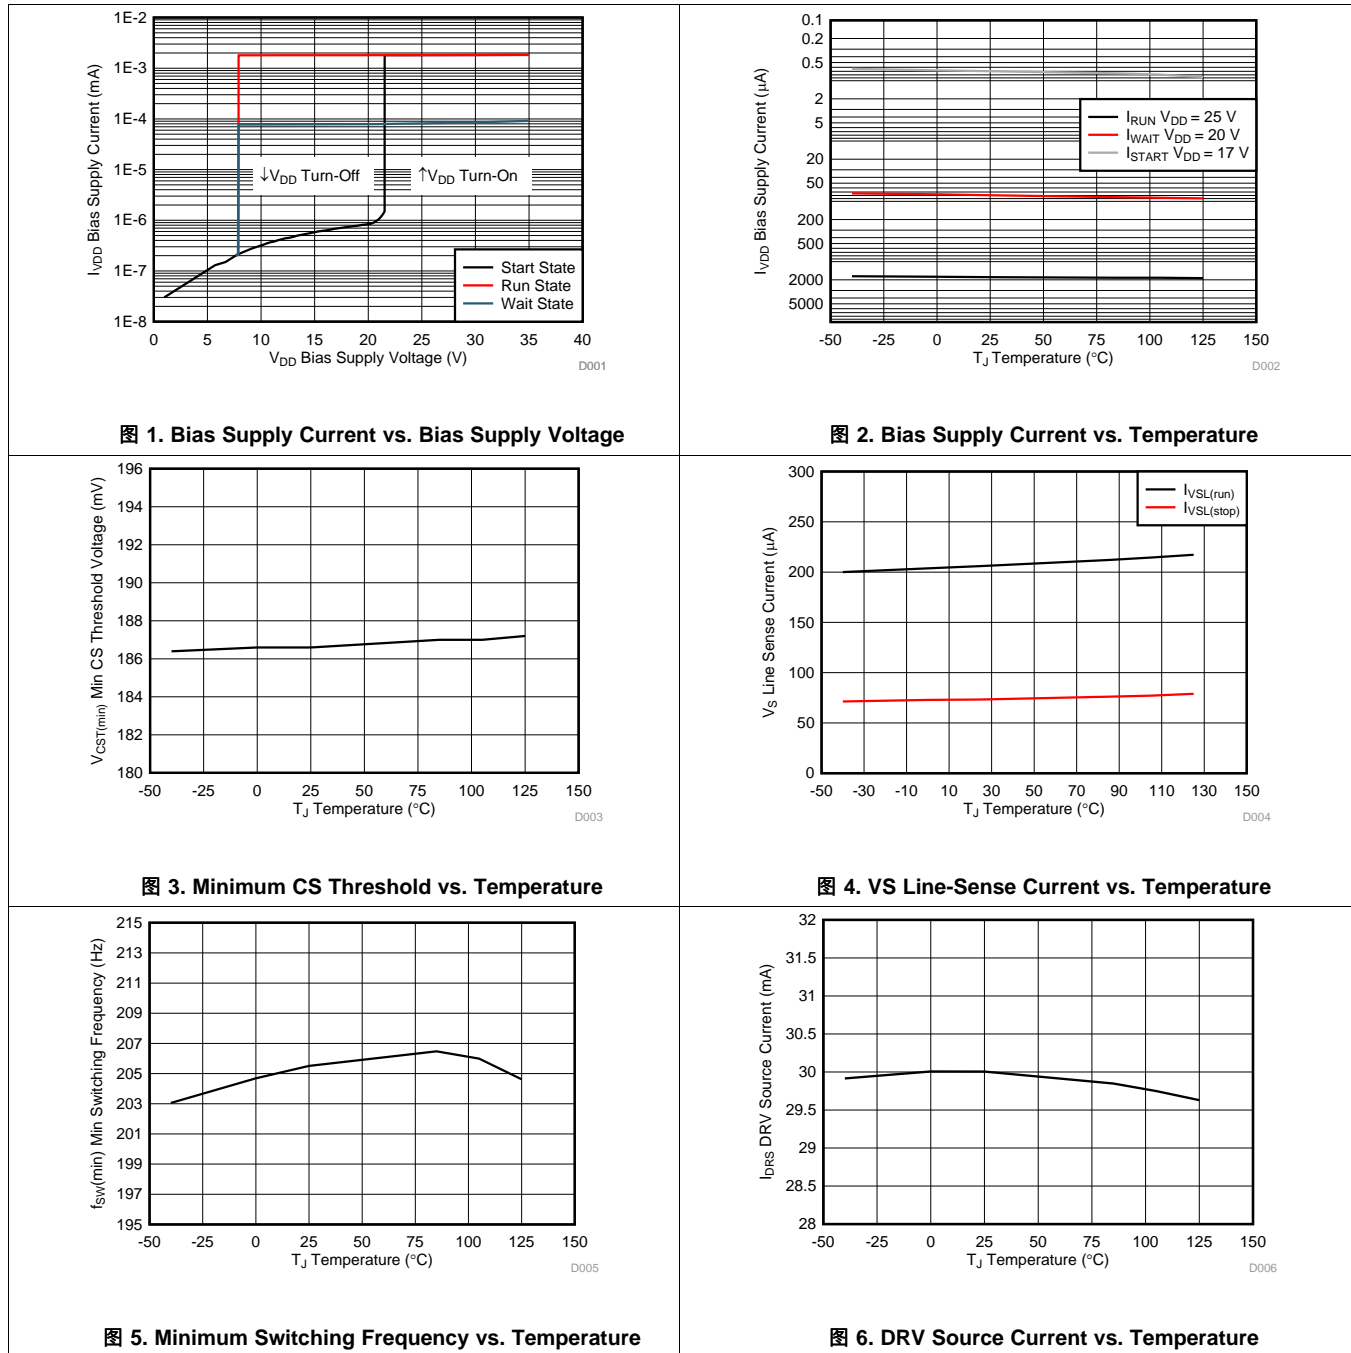 1E-2
1E-3
1E-4
1E-5
1E-6
1E-7
1E-8
IVDD Bias Supply Current (mA)
↓VDD Turn-Off
↑VDD Turn-On
Start State
Run State
Wait State
0 5 10 15 20 25 30 35 40
VDD Bias Supply Voltage (V)
D001
图 1. Bias Supply Current vs. Bias Supply Voltage
0.1
0.2
0.5
2
5
20
50
200
500
2000
5000
IVDD Bias Supply Current (μA)
IRUN VDD = 25 V
IWAIT VDD = 20 V
ISTART VDD = 17 V
-50 -25 0 25 50 75 100 125 150
TJ Temperature (°C)
D002
图 2. Bias Supply Current vs. Temperature
196
194
192
190
188
186
184
182
180
VCST(min) Min CS Threshold Voltage (mV)
-50 -25 0 25 50 75 100 125 150
TJ Temperature (°C)
D003
图 3. Minimum CS Threshold vs. Temperature
300
250
200
150
100
50
0
VS Line Sense Current (μA)
IVSL(run)
IVSL(stop)
-50 -30 -10 10 30 50 70 90 110 130 150
TJ Temperature (°C)
D004
图 4. VS Line-Sense Current vs. Temperature
215
213
211
209
207
205
203
201
199
197
195
fSW(min) Min Switching Frequency (Hz)
-50 -25 0 25 50 75 100 125 150
TJ Temperature (°C)
D005
图 5. Minimum Switching Frequency vs. Temperature
32
31.5
31
30.5
30
29.5
29
28.5
28
IDRS DRV Source Current (mA)
-50 -25 0 25 50 75 100 125 150
TJ Temperature (°C)
D006
图 6. DRV Source Current vs. Temperature